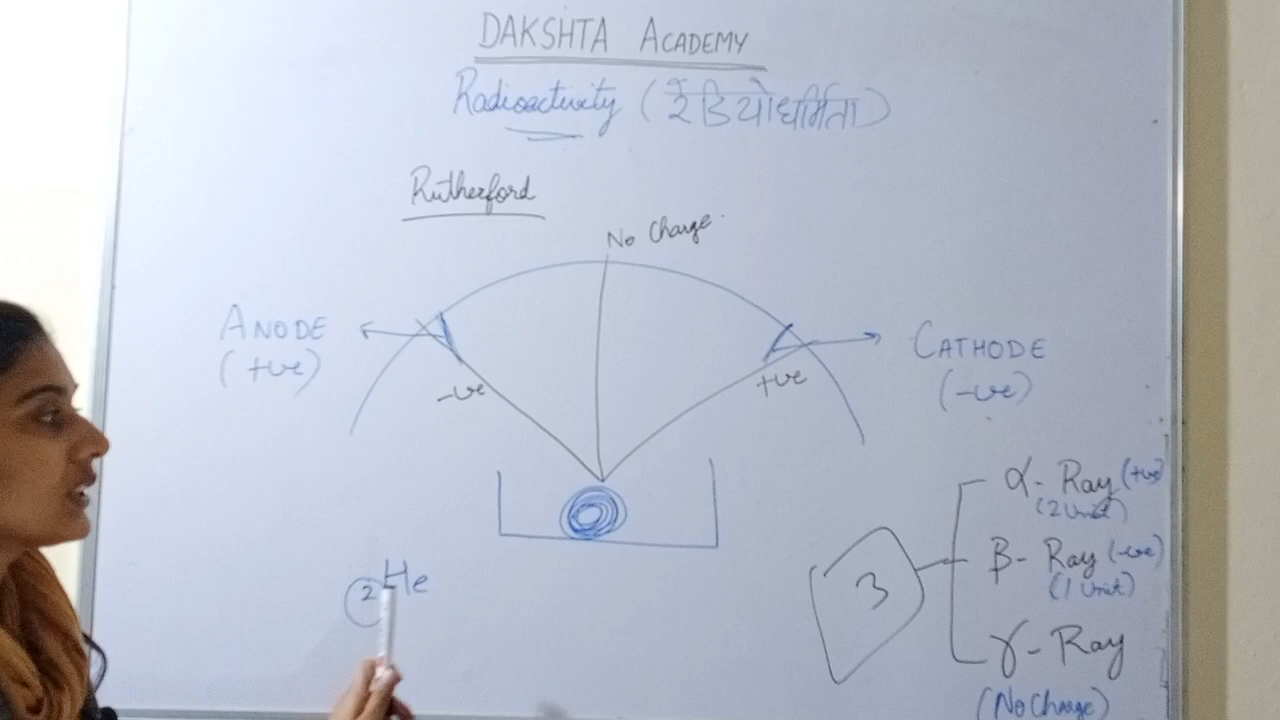 DAKSHTA ACADEMY
Radioactivity (रेडियोधर्मिता)
Rutherford
No Charge
ANODE
(+ve)
CATHODE
(-ve)
-ve
+ve
α- Ray (+ve)
(2 Unit)
3
β- Ray (-ve)
(1 Unit)
γ- Ray
(No Charge)
2He